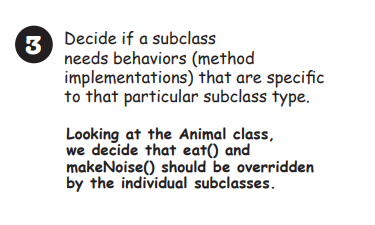 3
Decide if a subclass
needs behaviors (method
implementations) that are specific
to that particular subclass type.
Looking at the Animal class,
we decide that eat() and
makeNoise() should be overridden
by the individual subclasses.